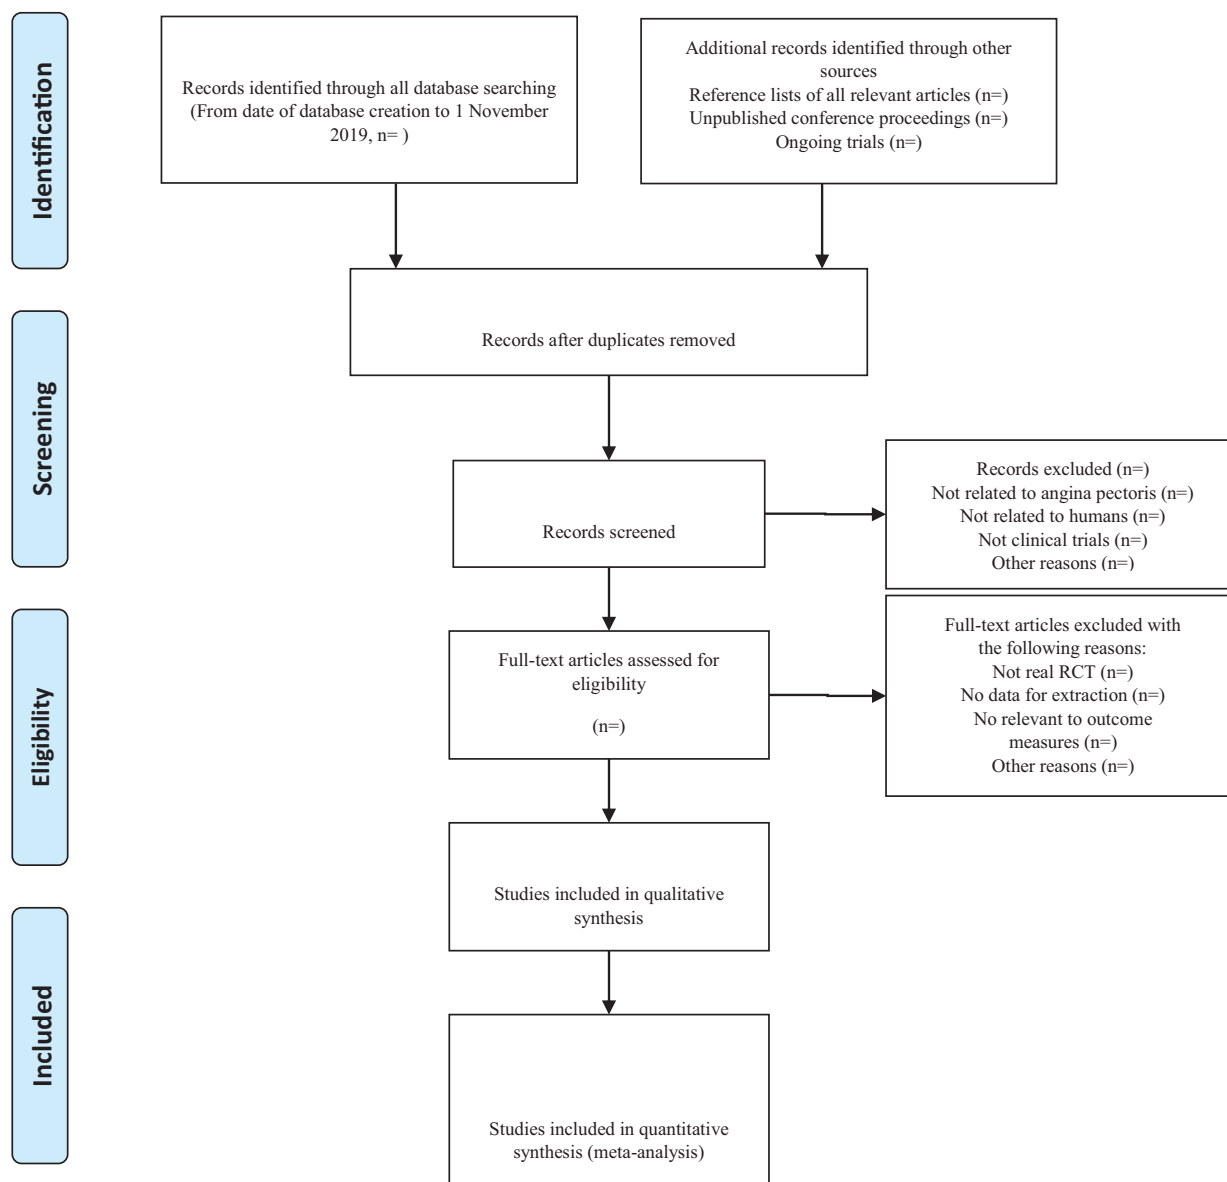 Identification
Records identified through all database searching
(From date of database creation to 1 November
2019, n= )
Additional records identified through other
sources
Reference lists of all relevant articles (n=)
Unpublished conference proceedings (n=)
Ongoing trials (n=)
Records after duplicates removed
Screening
Records screened
Records excluded (n=)
Not related to angina pectoris (n=)
Not related to humans (n=)
Not clinical trials (n=)
Other reasons (n=)
Eligibility
Full-text articles assessed for
eligibility
(n=)
Full-text articles excluded with
the following reasons:
Not real RCT (n=)
No data for extraction (n=)
No relevant to outcome
measures (n=)
Other reasons (n=)
Studies included in qualitative
synthesis
Included
Studies included in quantitative
synthesis (meta-analysis)